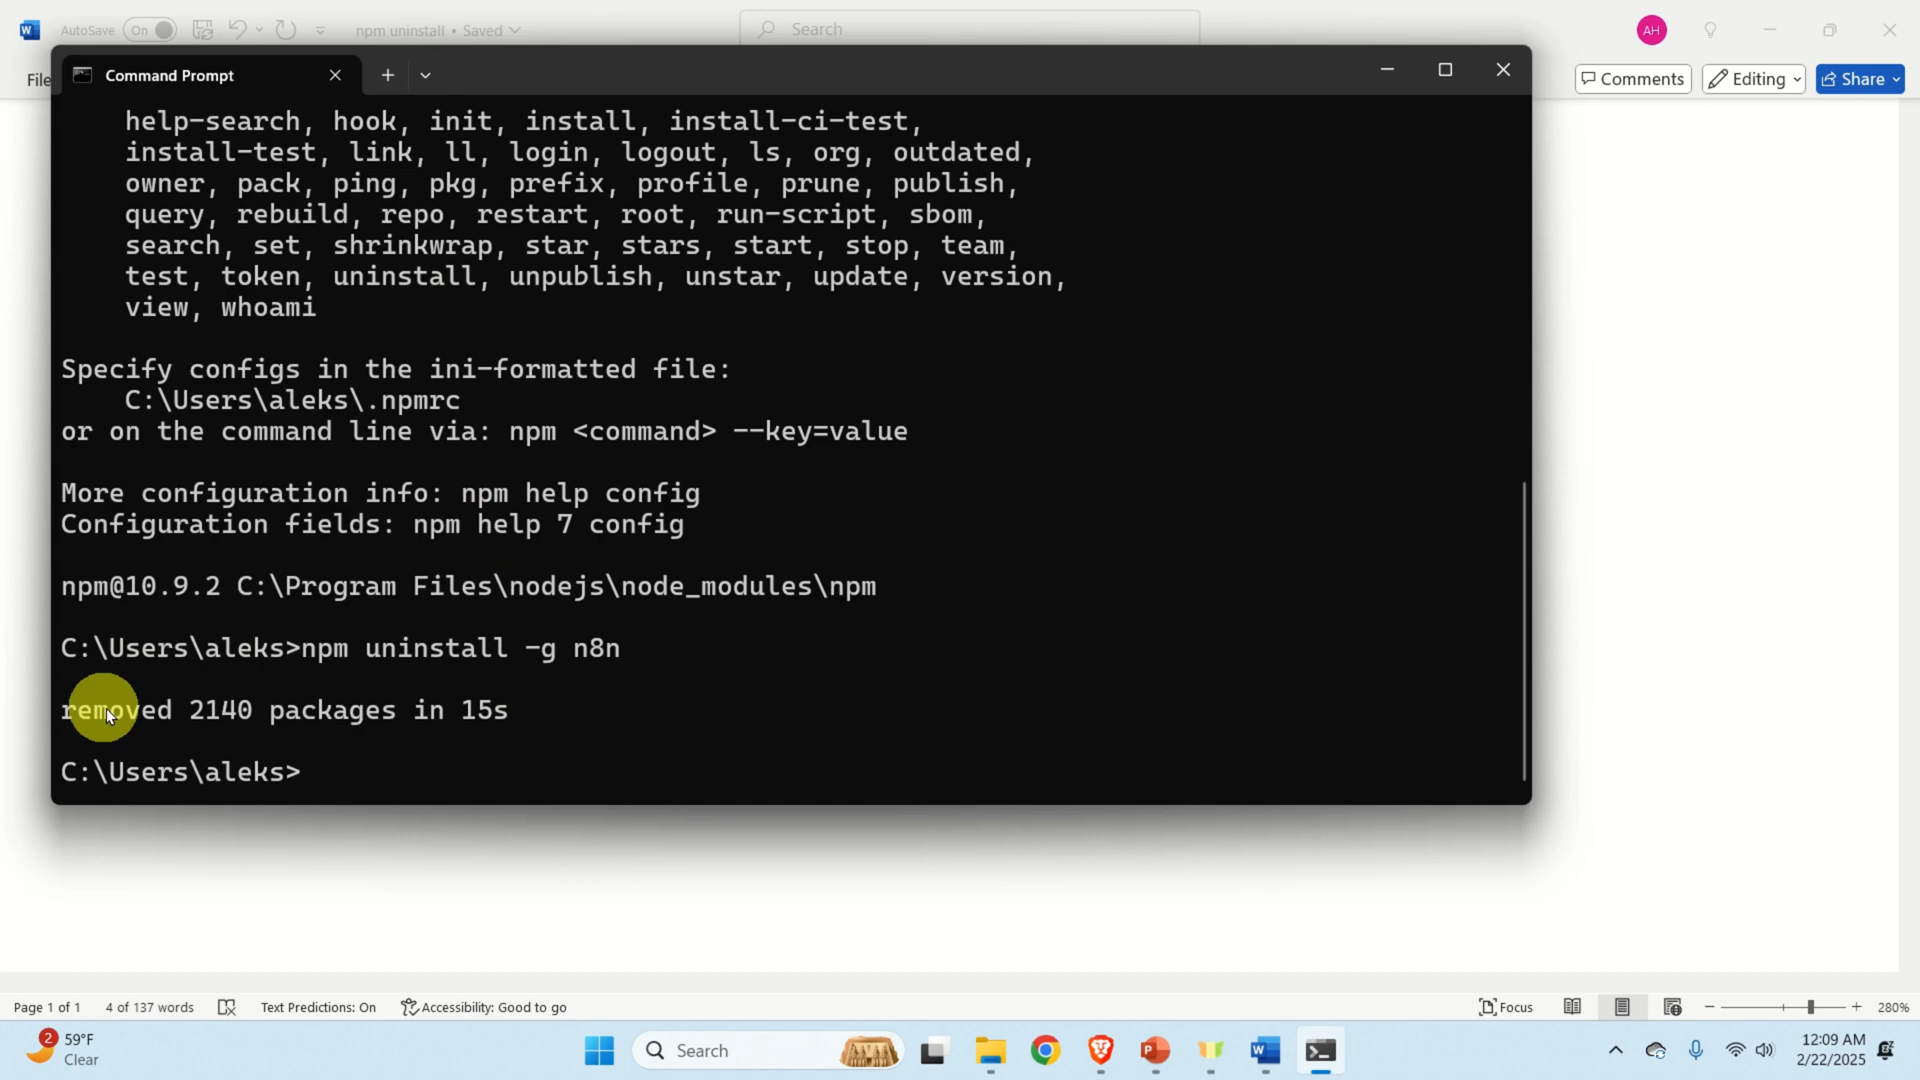 AutoSave On npm uninstall • Saved Search AH
File Comments Editing Share
Command Prompt
help-search, hook, init, install, install-ci-test,
install-test, link, ll, login, logout, ls, org, outdated,
owner, pack, ping, pkg, prefix, profile, prune, publish,
query, rebuild, repo, restart, root, run-script, sbom,
search, set, shrinkwrap, star, stars, start, stop, team,
test, token, uninstall, unpublish, unstar, update, version,
view, whoami
Specify configs in the ini-formatted file:
C:\Users\aleks\.npmrc
or on the command line via: npm <command> --key=value
More configuration info: npm help config
Configuration fields: npm help 7 config
npm@10.9.2 C:\Program Files\nodejs\node_modules\npm
C:\Users\aleks>npm uninstall -g n8n
removed 2140 packages in 15s
C:\Users\aleks>
Page 1 of 1 4 of 137 words Text Predictions: On Accessibility: Good to go Focus 280%
2 59°F Search 12:09 AM
Clear 2/22/2025